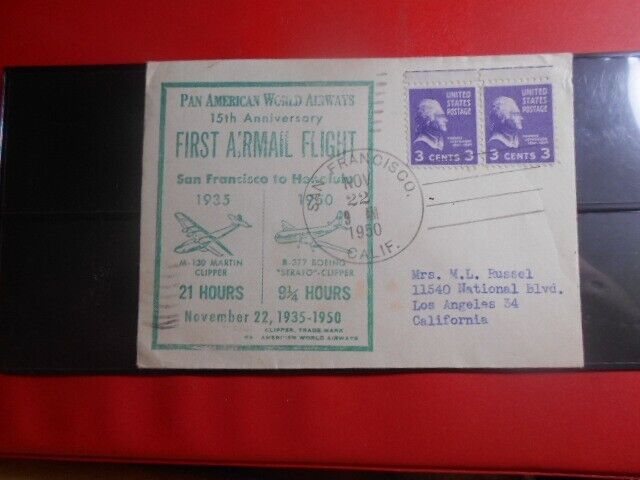 PAN AMERICAN WORLD AIRWAYS
15th Anniversary
FIRST AIRMAIL FLIGHT
San Francisco to Honolulu
1935 1950
M-130 MARTIN CLIPPER
B-377 BOEING "STRATO"-CLIPPER
21 HOURS 9¼ HOURS
November 22, 1935-1950
CLIPPER, TRADE MARK
PAN AMERICAN WORLD AIRWAYS
SAN FRANCISCO.
NOV
22
9 AM
1950
CALIF.
UNITED
STATES
POSTAGE
3 CENTS 3
UNITED
STATES
POSTAGE
3 CENTS 3
Mrs. M.L. Russel
11540 National Blvd.
Los Angeles 34
California